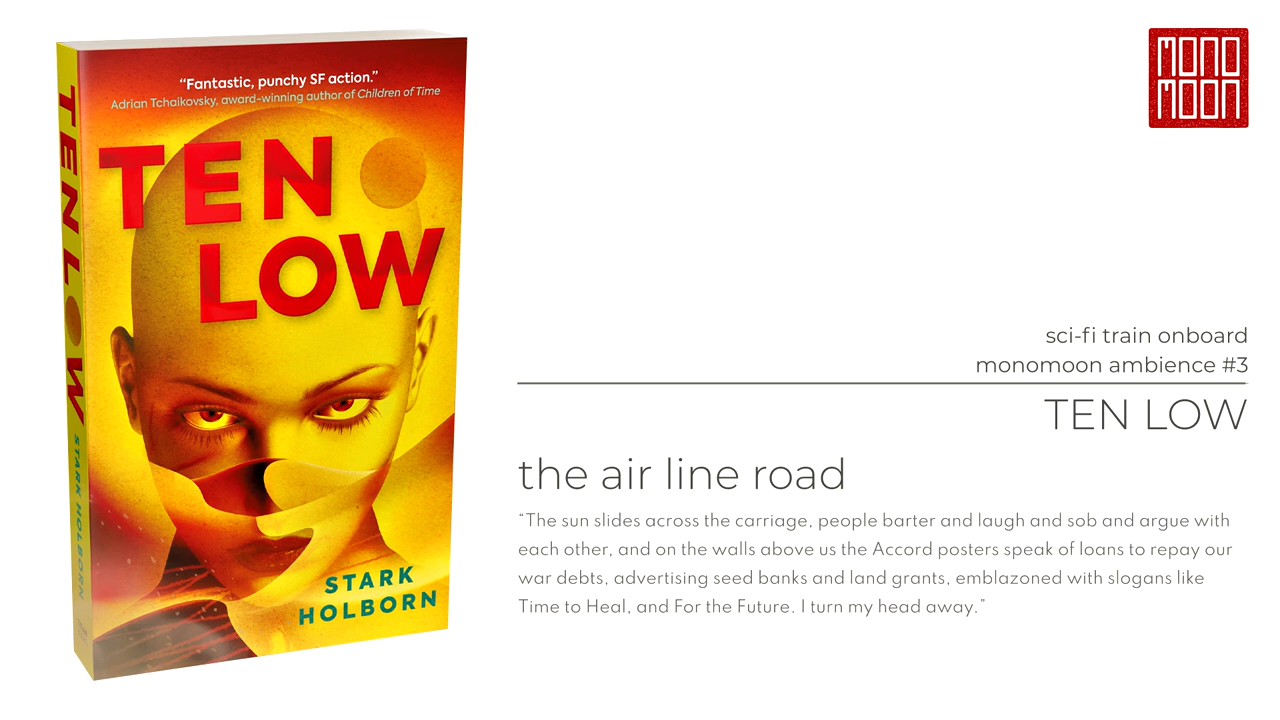 “Fantastic, punchy SF action.”
Adrian Tchaikovsky, award-winning author of Children of Time
TEN
LOW
STARK
HOLBORN
TEN LOW
STARK HOLBORN
MONO
MOON
sci-fi train onboard
monomoon ambience #3
TEN LOW
the air line road
“The sun slides across the carriage, people barter and laugh and sob and argue with
each other, and on the walls above us the Accord posters speak of loans to repay our
war debts, advertising seed banks and land grants, emblazoned with slogans like
Time to Heal, and For the Future. I turn my head away.”